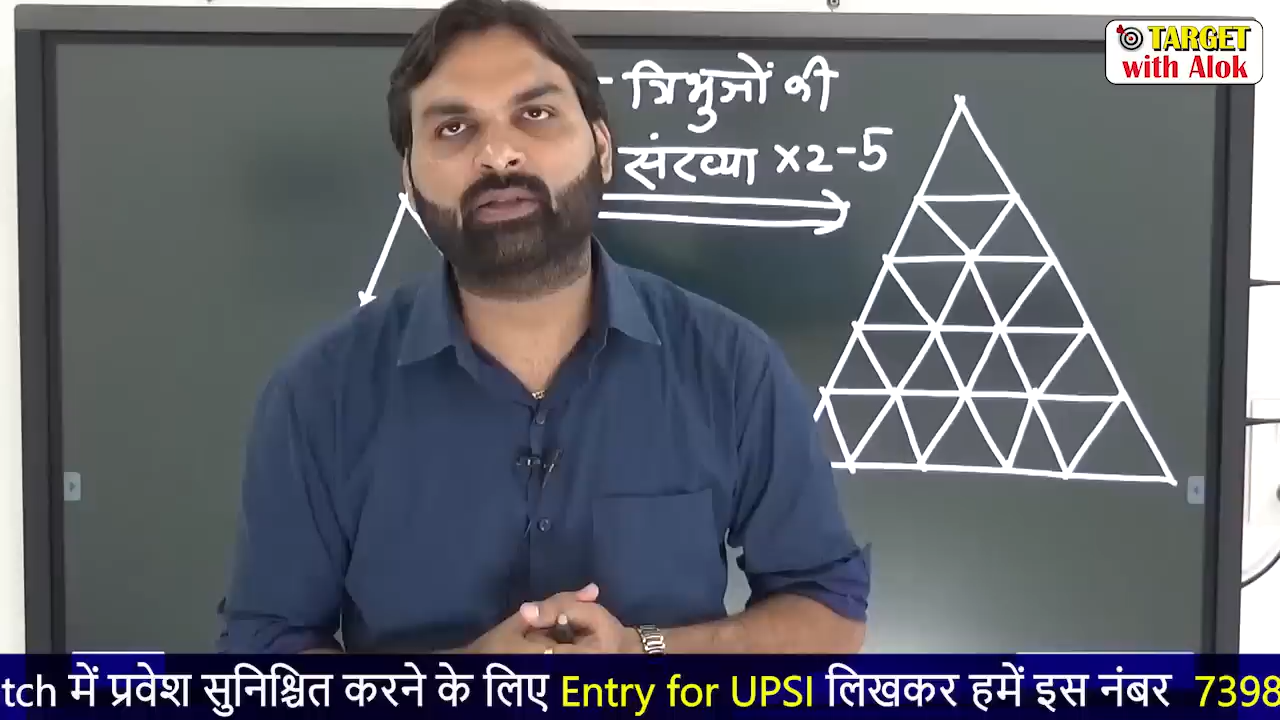 TARGET
with Alok
- त्रिभुजों की
संख्या ×2-5
tch में प्रवेश सुनिश्चित करने के लिए Entry for UPSI लिखकर हमें इस नंबर 7398